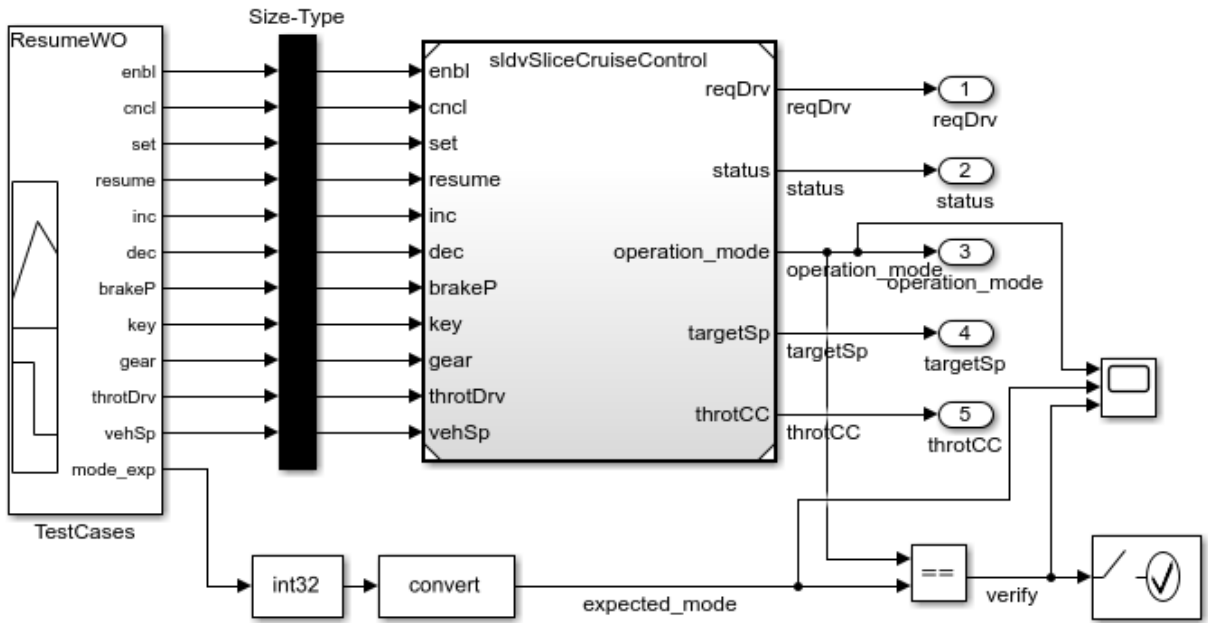 Size-Type
ResumeWO
enbl
cncl
set
resume
inc
dec
brakeP
key
gear
throtDrv
vehSp
mode_exp
TestCases
sldvSliceCruiseControl
enbl
cncl
set
resume
inc
dec
brakeP
key
gear
throtDrv
vehSp
reqDrv
status
operation_mode
targetSp
throtCC
reqDrv
status
operation_mode
targetSp
throtCC
1
reqDrv
2
status
3
operation_mode
4
targetSp
5
throtCC
int32
convert
expected_mode
==
verify